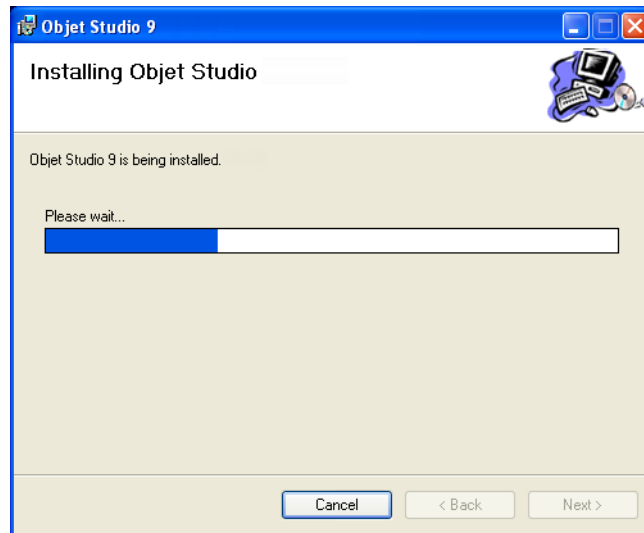 Objet Studio 9
Installing Objet Studio
Objet Studio 9 is being installed.
Please wait...
Cancel
< Back
Next >